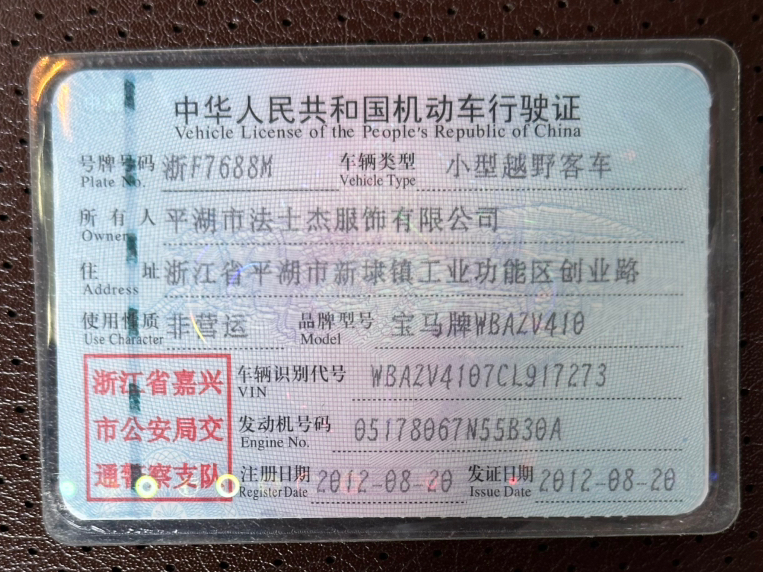 中华人民共和国机动车行驶证
Vehicle License of the People's Republic of China
号牌号码 浙F7688M 车辆类型 小型越野客车
Plate No. Vehicle Type
所有人 平湖市法士杰服饰有限公司
Owner
住址 浙江省平湖市新埭镇工业功能区创业路
Address
使用性质 非营运 品牌型号 宝马牌WBAZV410
Use Character Model
浙江省嘉兴
市公安局交
通警察支队
车辆识别代号 WBAZV4107CL917273
VIN
发动机号码 05178067N55B30A
Engine No.
注册日期 2012-08-20 发证日期 2012-08-20
Register Date Issue Date